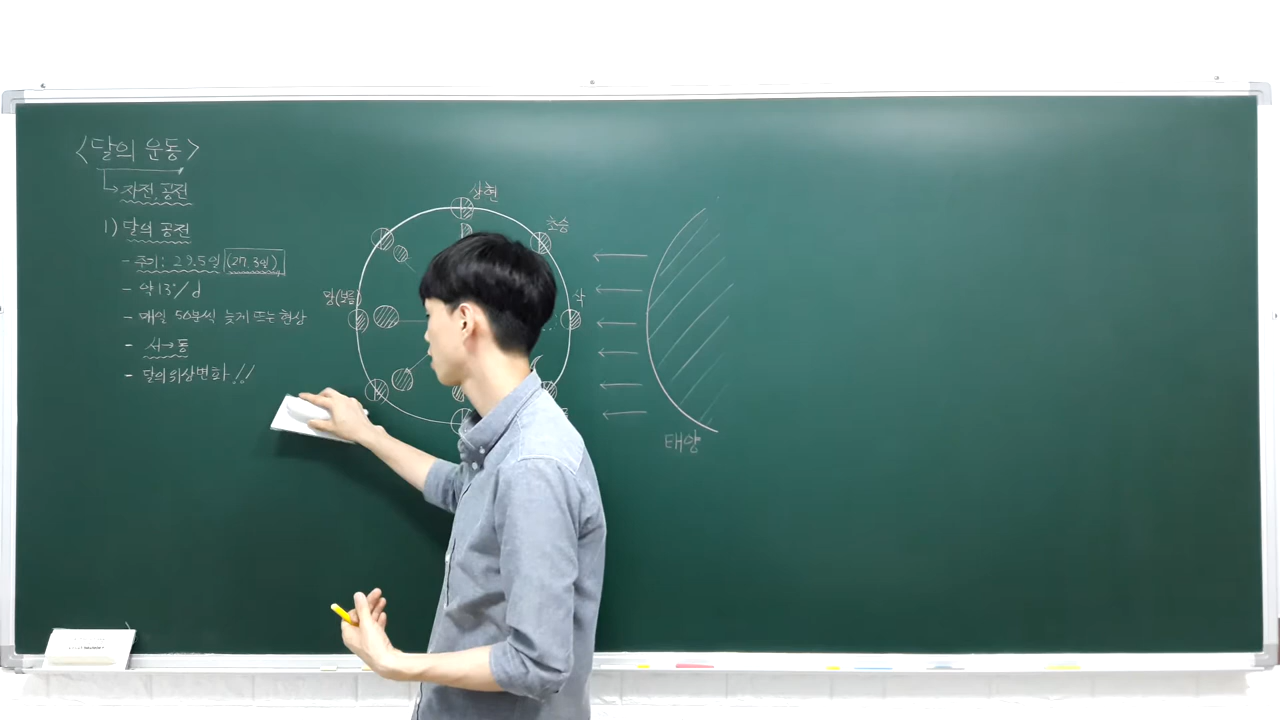 <달의 운동>
자전, 공전
1) 달의 공전
- 주기: 29.5일 (27.3일)
- 약 13°/d
- 매일 50분씩 늦게 뜨는 현상
- 서→동
- 달의 위상변화!!
상현
초승
망(보름)
삭
태양